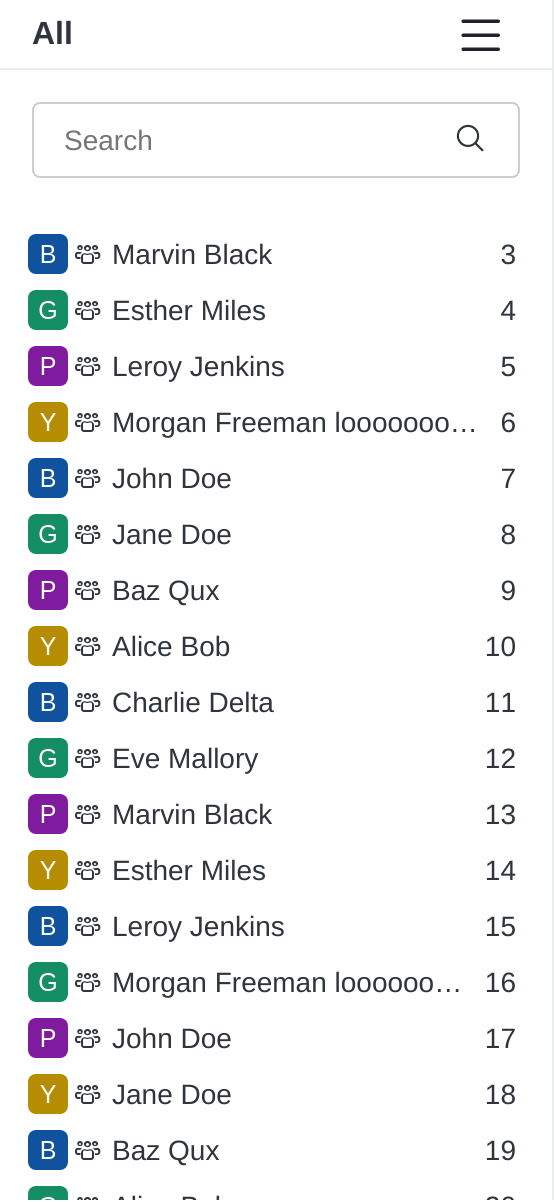 All
Search
B Marvin Black 3
G Esther Miles 4
P Leroy Jenkins 5
Y Morgan Freeman looooooo… 6
B John Doe 7
G Jane Doe 8
P Baz Qux 9
Y Alice Bob 10
B Charlie Delta 11
G Eve Mallory 12
P Marvin Black 13
Y Esther Miles 14
B Leroy Jenkins 15
G Morgan Freeman loooooo… 16
P John Doe 17
Y Jane Doe 18
B Baz Qux 19